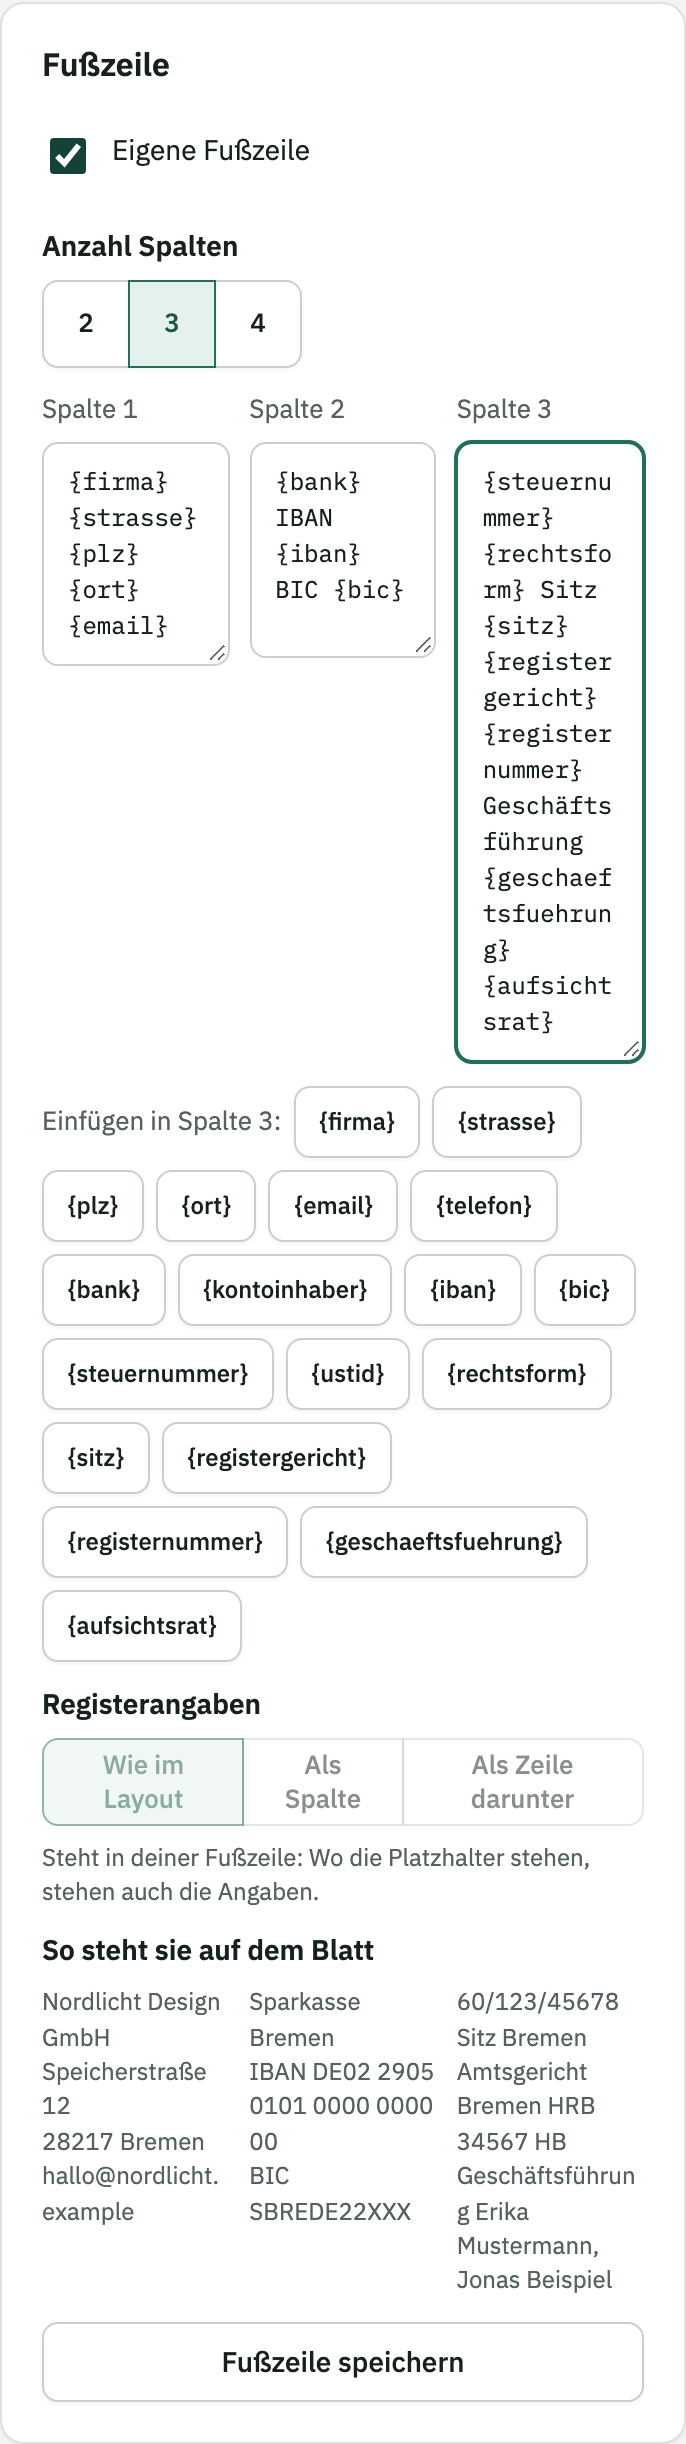 Fußzeile
Eigene Fußzeile
Anzahl Spalten
2 3 4
Spalte 1
{firma}
{strasse}
{plz}
{ort}
{email}
Spalte 2
{bank}
IBAN
{iban}
BIC {bic}
Spalte 3
{steuernu
mmer}
{rechtsfo
rm} Sitz
{sitz}
{register
gericht}
{register
nummer}
Geschäfts
führung
{geschaef
tsfuehrun
g}
{aufsicht
srat}
Einfügen in Spalte 3: {firma} {strasse}
{plz} {ort} {email} {telefon}
{bank} {kontoinhaber} {iban} {bic}
{steuernummer} {ustid} {rechtsform}
{sitz} {registergericht}
{registernummer} {geschaeftsfuehrung}
{aufsichtsrat}
Registerangaben
Wie im
Layout
Als
Spalte
Als Zeile
darunter
Steht in deiner Fußzeile: Wo die Platzhalter stehen,
stehen auch die Angaben.
So steht sie auf dem Blatt
Nordlicht Design
GmbH
Speicherstraße
12
28217 Bremen
hallo@nordlicht.
example
Sparkasse
Bremen
IBAN DE02 2905
0101 0000 0000
00
BIC
SBREDE22XXX
60/123/45678
Sitz Bremen
Amtsgericht
Bremen HRB
34567 HB
Geschäftsführun
g Erika
Mustermann,
Jonas Beispiel
Fußzeile speichern